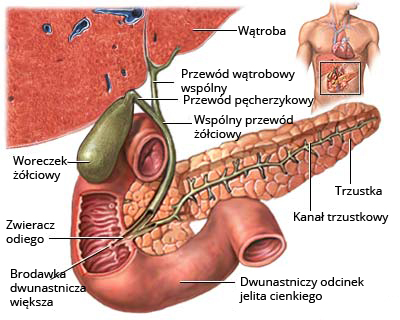 Wątroba
Przewód wątrobowy
wspólny
Przewód pęcherzykowy
Wspólny przewód
żółciowy
Woreczek
żółciowy
Trzustka
Kanał trzustkowy
Zwieracz
odiego
Brodawka
dwunastnicza
większa
Dwunastniczy odcinek
jelita cienkiego